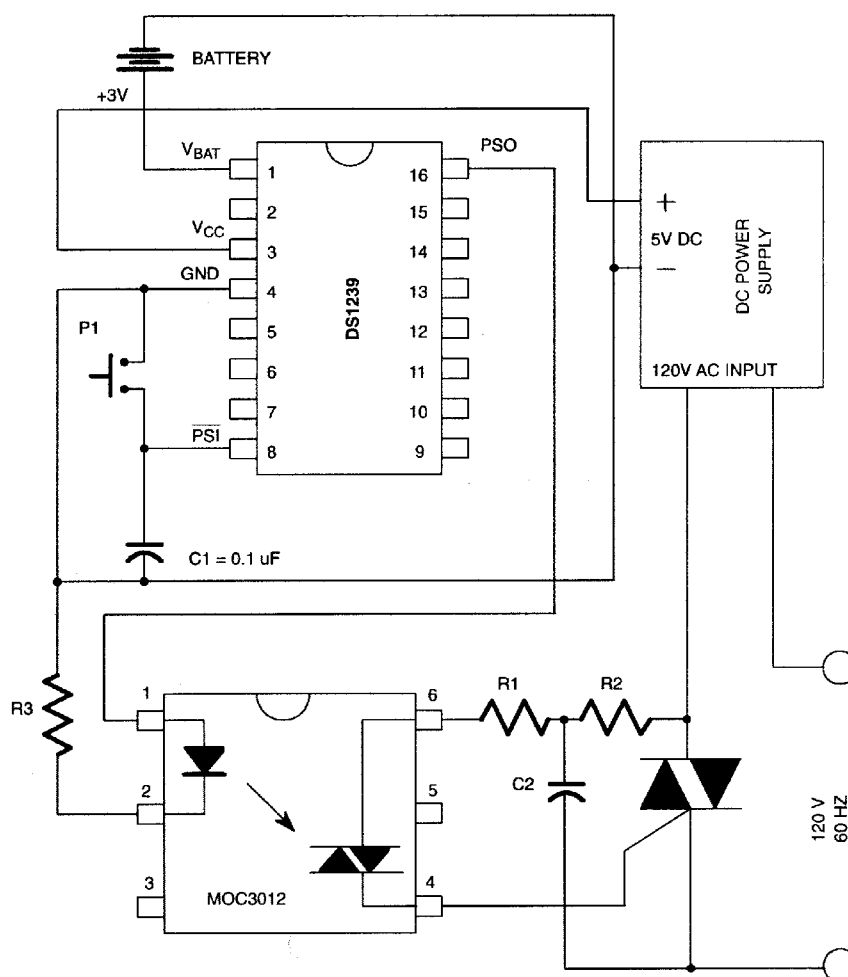 BATTERY
+3V
VBAT
PSO
1
16
2
15
VCC
3
14
GND
4
13
P1
5
12
6
11
7
10
PSI
8
9
DS1239
+
5V DC
−
DC POWER
SUPPLY
120V AC INPUT
C1 = 0.1 uF
R3
1
6
R1
R2
2
5
C2
3
4
MOC3012
120 V
60 HZ